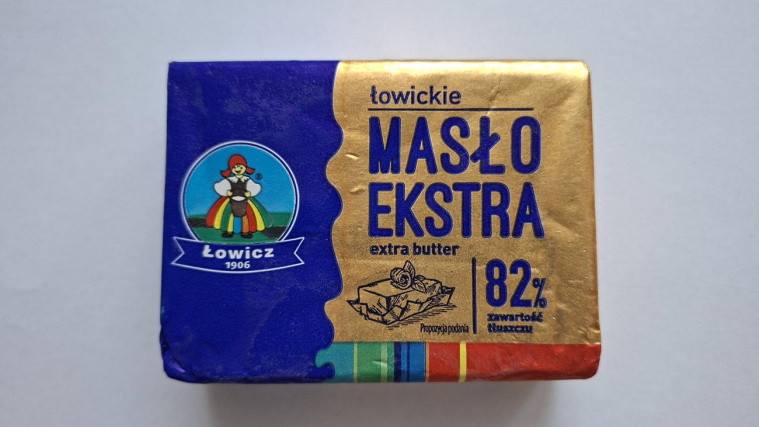 łowickie
MASŁO
EKSTRA
extra butter
82%
zawartość
tłuszczu
Propozycja podania
®
Łowicz
1906